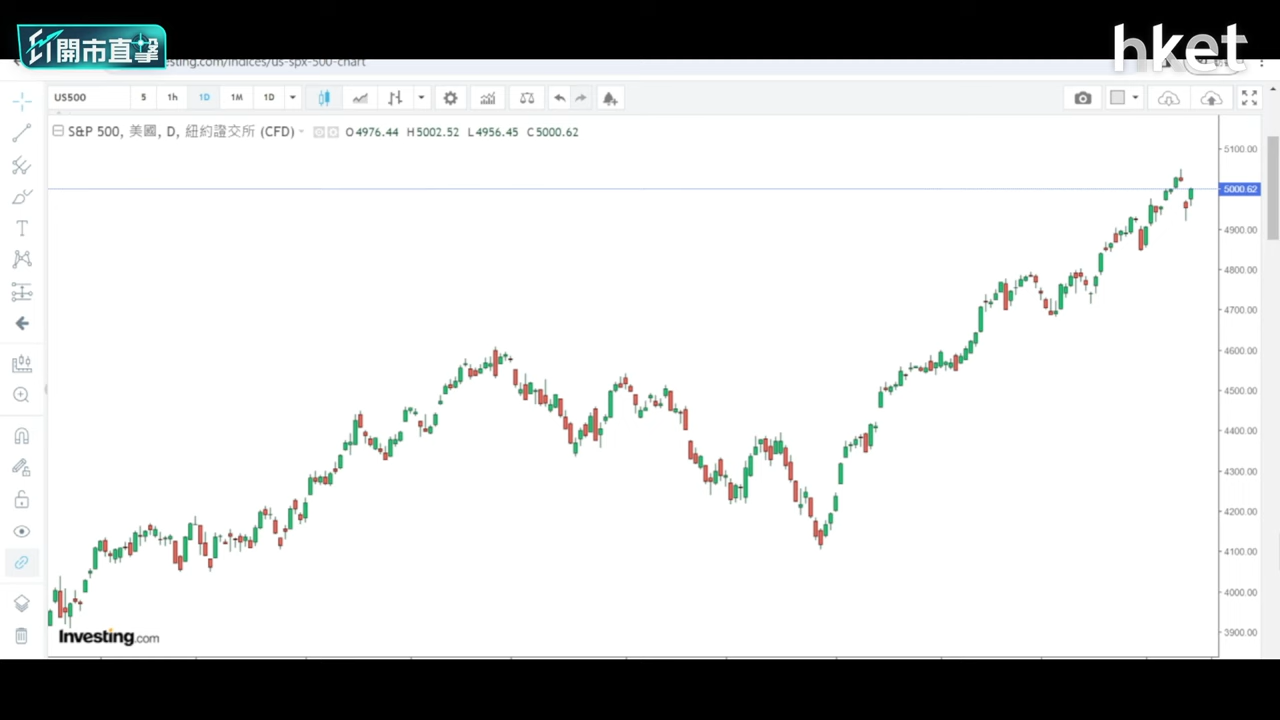 開市直擊
hket
esting.com/indices/us-spx-500-chart
US500 5 1h 1D 1M 1D
S&P 500, 美國, D, 紐約證交所 (CFD) O4976.44 H5002.52 L4956.45 C5000.62
5100.00
5000.62
4900.00
4800.00
4700.00
4600.00
4500.00
4400.00
4300.00
4200.00
4100.00
4000.00
3900.00
Investing.com